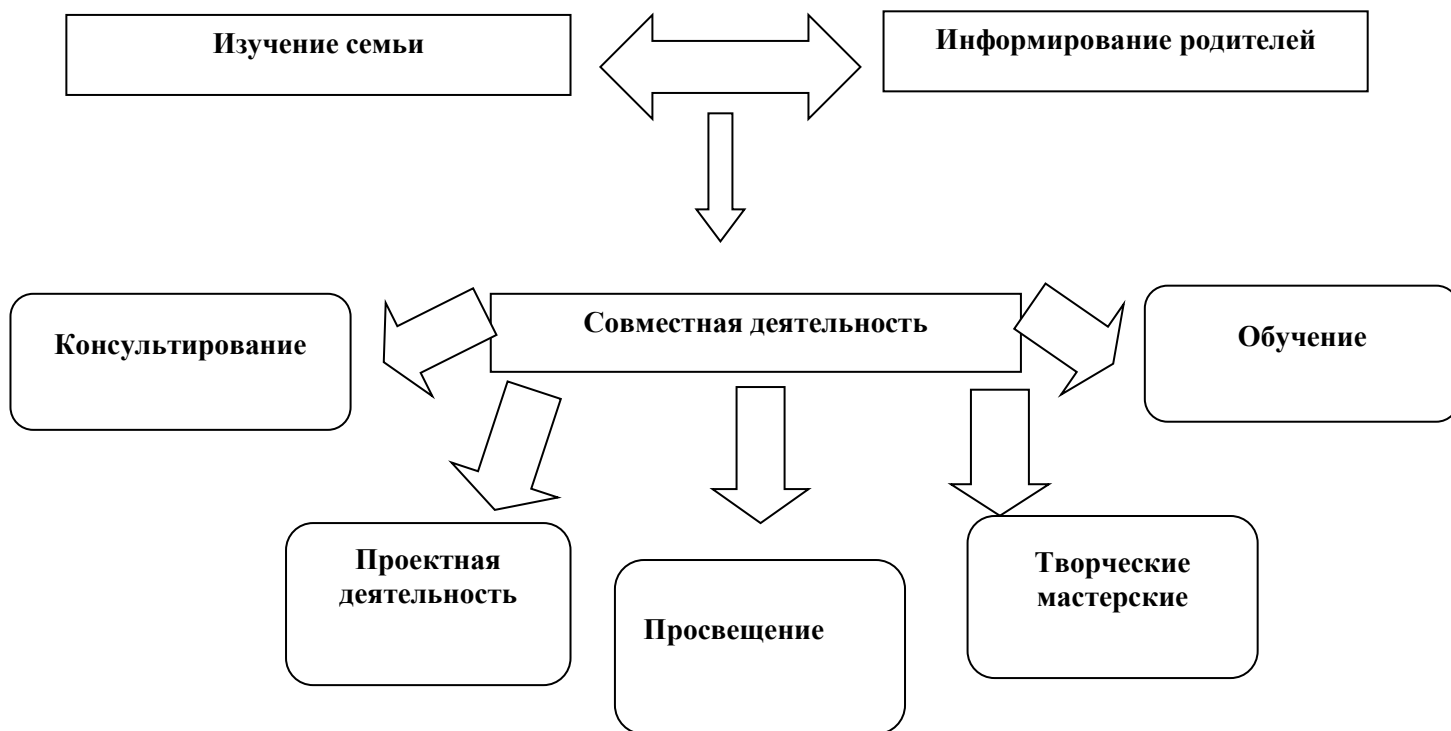 Изучение семьи
Информирование родителей
Совместная деятельность
Консультирование
Обучение
Проектная
деятельность
Просвещение
Творческие
мастерские